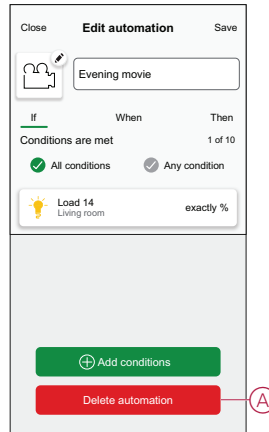 Close Edit automation Save
Evening movie
If When Then
Conditions are met 1 of 10
All conditions Any condition
Load 14
Living room
exactly %
Add conditions
Delete automation
A